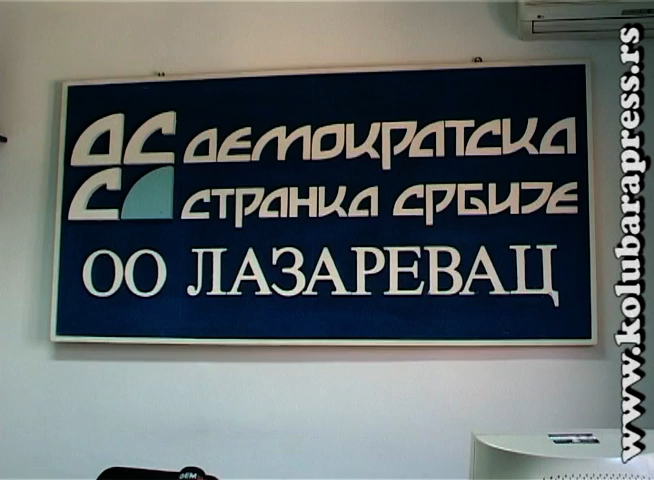 ДС ДЕМОКРАТСКА
С СТРАНКА СРБИЈЕ
ОО ЛАЗАРЕВАЦ
www.kolubarapress.rs